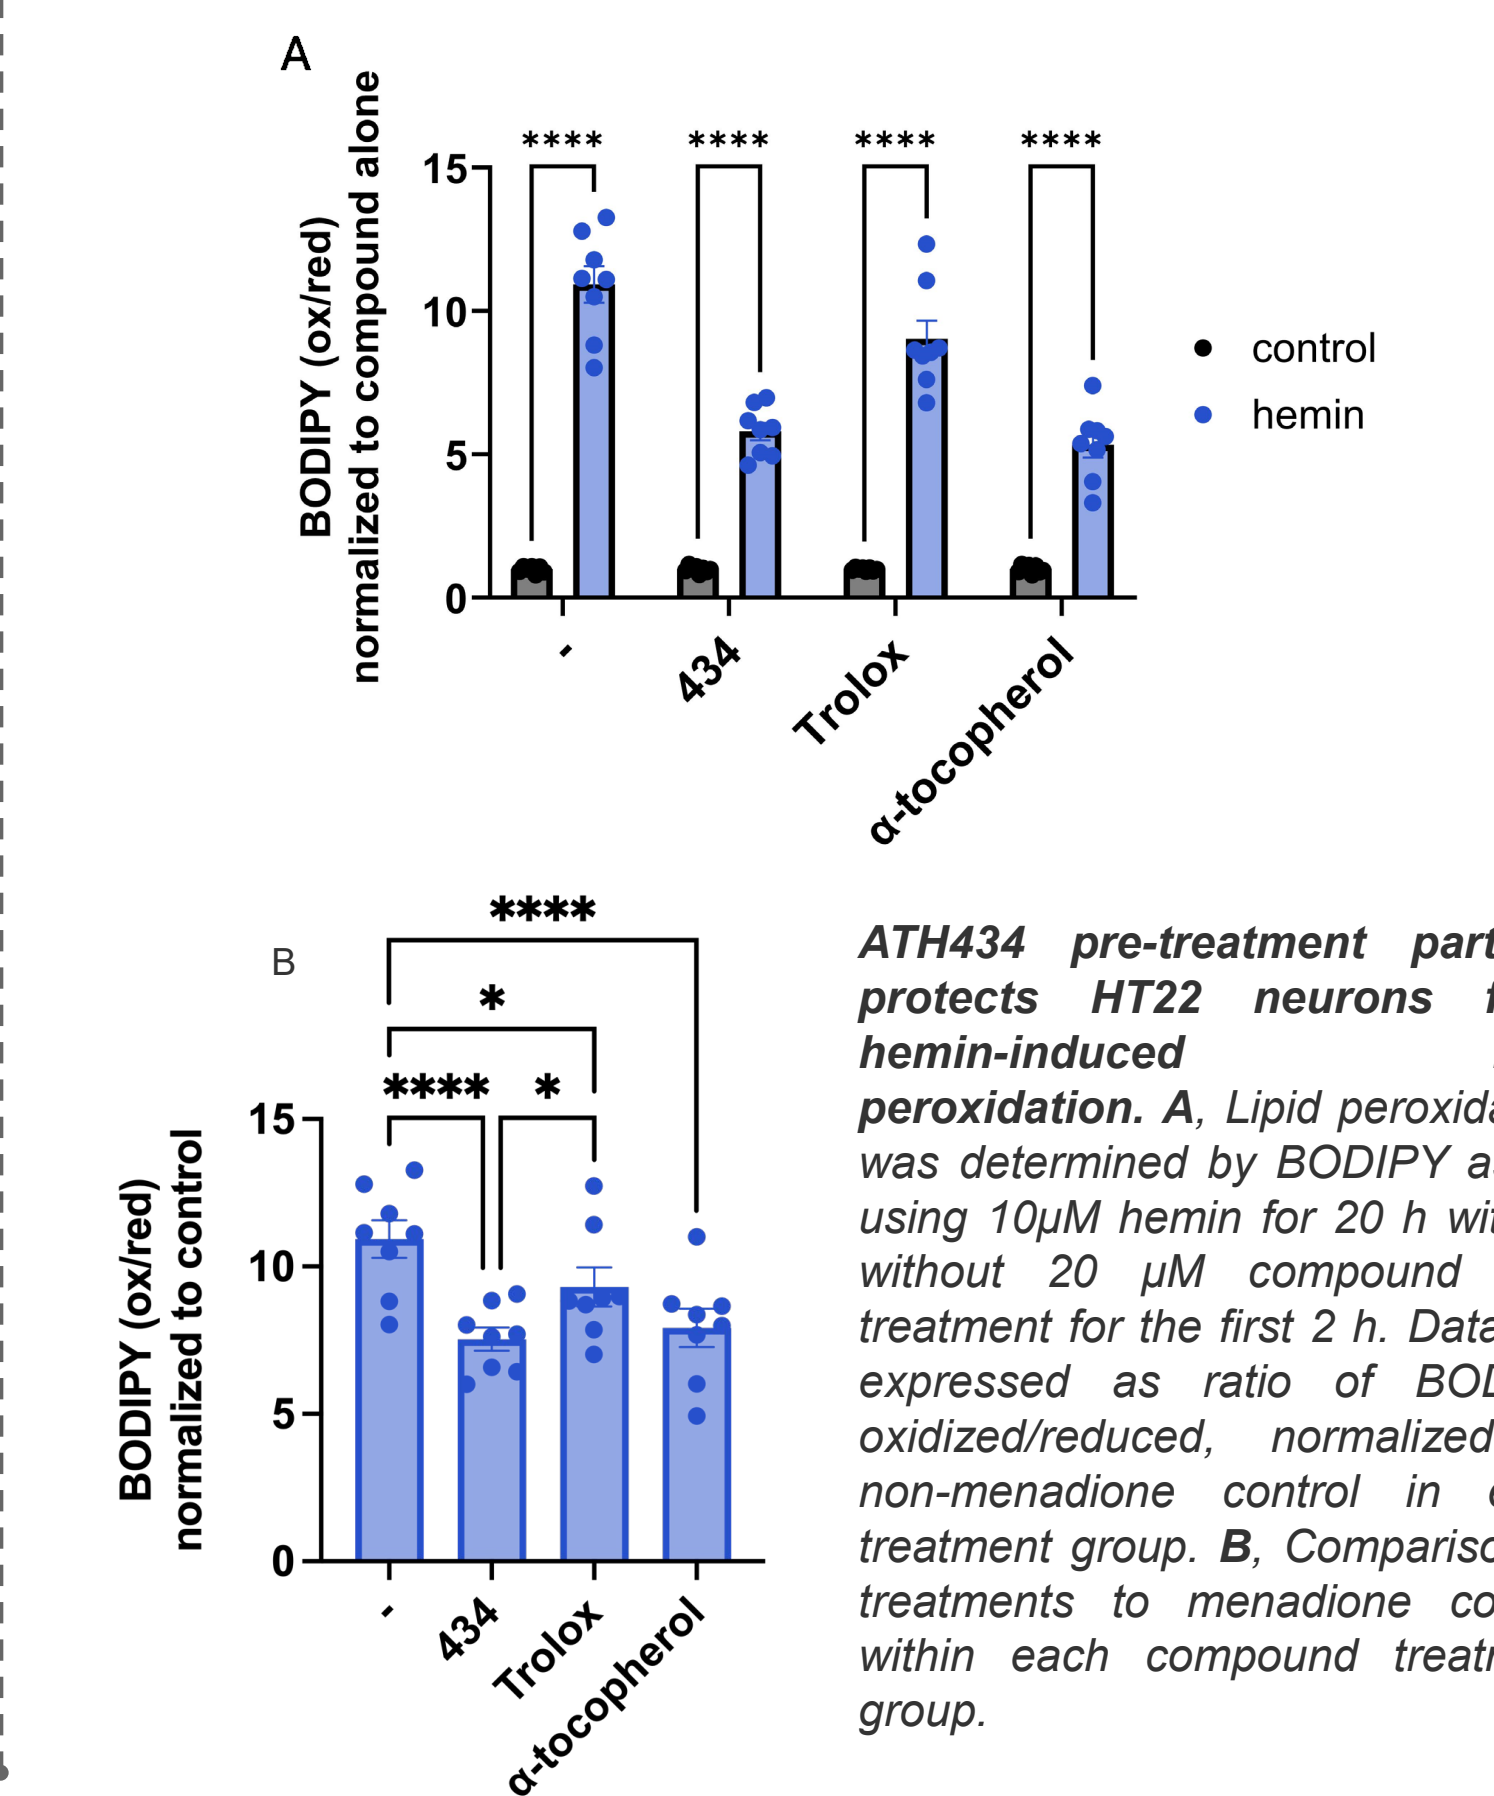 A
BODIPY (ox/red)
normalized to compound alone
**** **** **** ****
15
10
5
0
- 434 Trolox α-tocopherol
control
hemin
B
BODIPY (ox/red)
normalized to control
****
*
**** *
15
10
5
0
- 434 Trolox α-tocopherol
ATH434 pre-treatment
protects HT22 neurons
hemin-induced
peroxidation. A, Lipid
was determined by BODIPY
using 10µM hemin for 20 h
without 20 µM compound
treatment for the first 2 h. Data
expressed as ratio of
oxidized/reduced, normalized
non-menadione control in
treatment group. B,
treatments to menadione
within each compound
group.